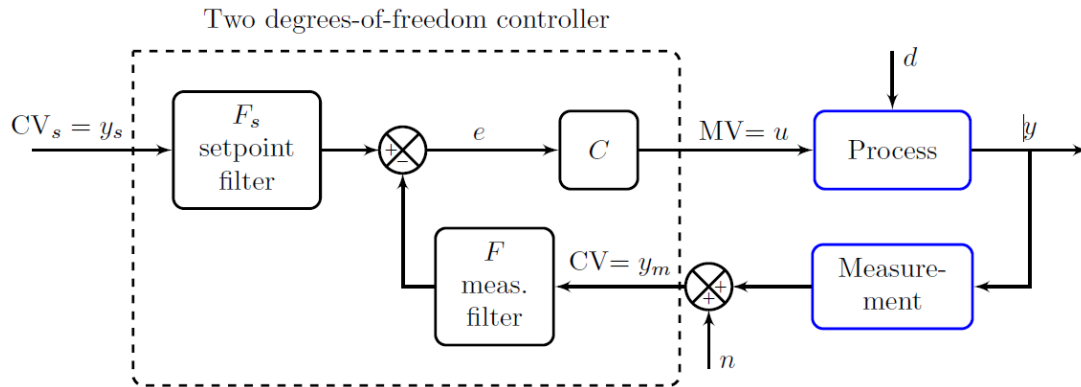 Two degrees-of-freedom controller
d
CVₛ = yₛ
Fₛ
setpoint
filter
+
−
e
C
MV= u
Process
y
F
meas.
filter
CV= yₘ
+
+
Measure-
ment
n